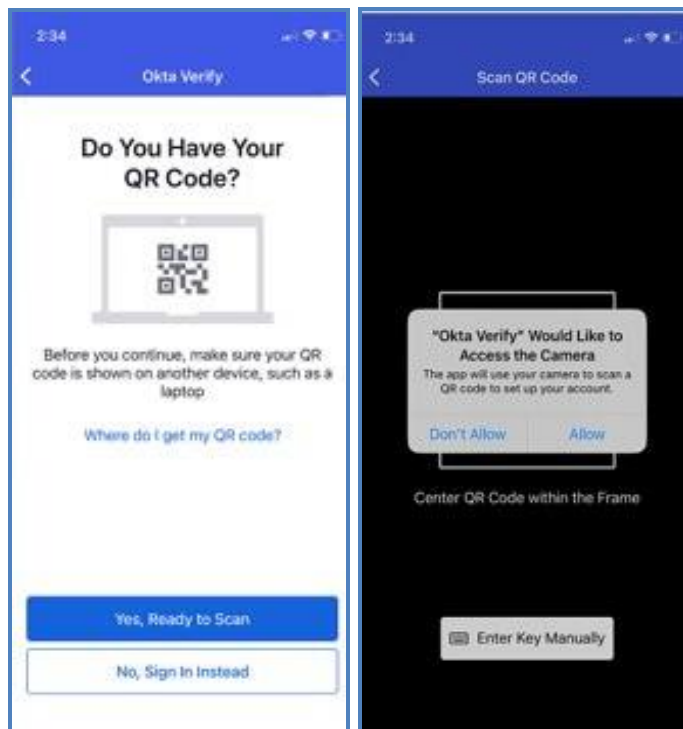 2:34
Okta Verify
Do You Have Your
QR Code?
Before you continue, make sure your QR
code is shown on another device, such as a
laptop
Where do I get my QR code?
Yes, Ready to Scan
No, Sign In Instead
2:34
Scan QR Code
"Okta Verify" Would Like to
Access the Camera
The app will use your camera to scan a
QR code to set up your account.
Don't Allow
Allow
Center QR Code within the Frame
Enter Key Manually